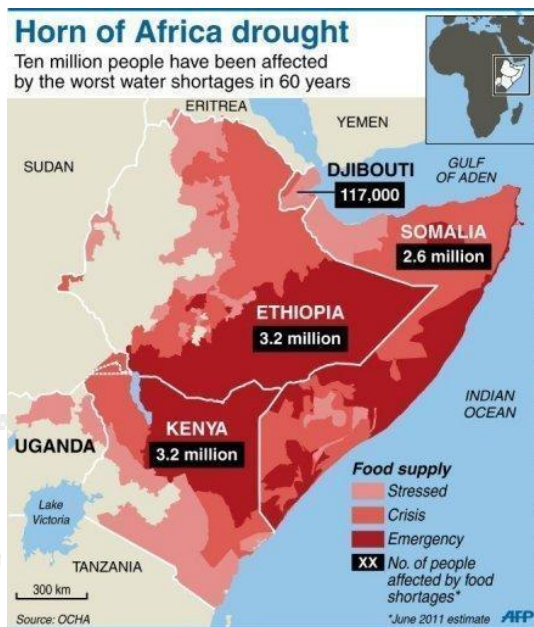 Horn of Africa drought
Ten million people have been affected
by the worst water shortages in 60 years
ERITREA
YEMEN
SUDAN
DJIBOUTI
117,000
GULF
OF ADEN
SOMALIA
2.6 million
ETHIOPIA
3.2 million
INDIAN
OCEAN
KENYA
3.2 million
UGANDA
Lake
Victoria
TANZANIA
Food supply
Stressed
Crisis
Emergency
XX No. of people
affected by food
shortages*
300 km
Source: OCHA
*June 2011 estimate AFP